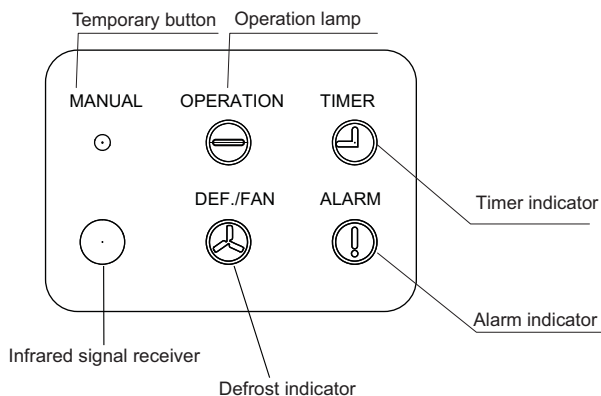 Temporary button
Operation lamp
MANUAL
OPERATION
TIMER
DEF./FAN
ALARM
Timer indicator
Alarm indicator
Infrared signal receiver
Defrost indicator